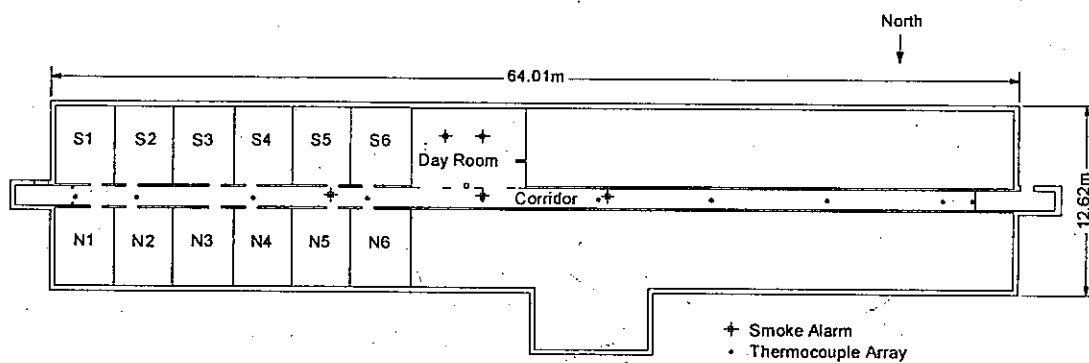 North
64.01m
S1 S2 S3 S4 S5 S6
Day Room
Corridor
12.62m
N1 N2 N3 N4 N5 N6
Smoke Alarm
Thermocouple Array